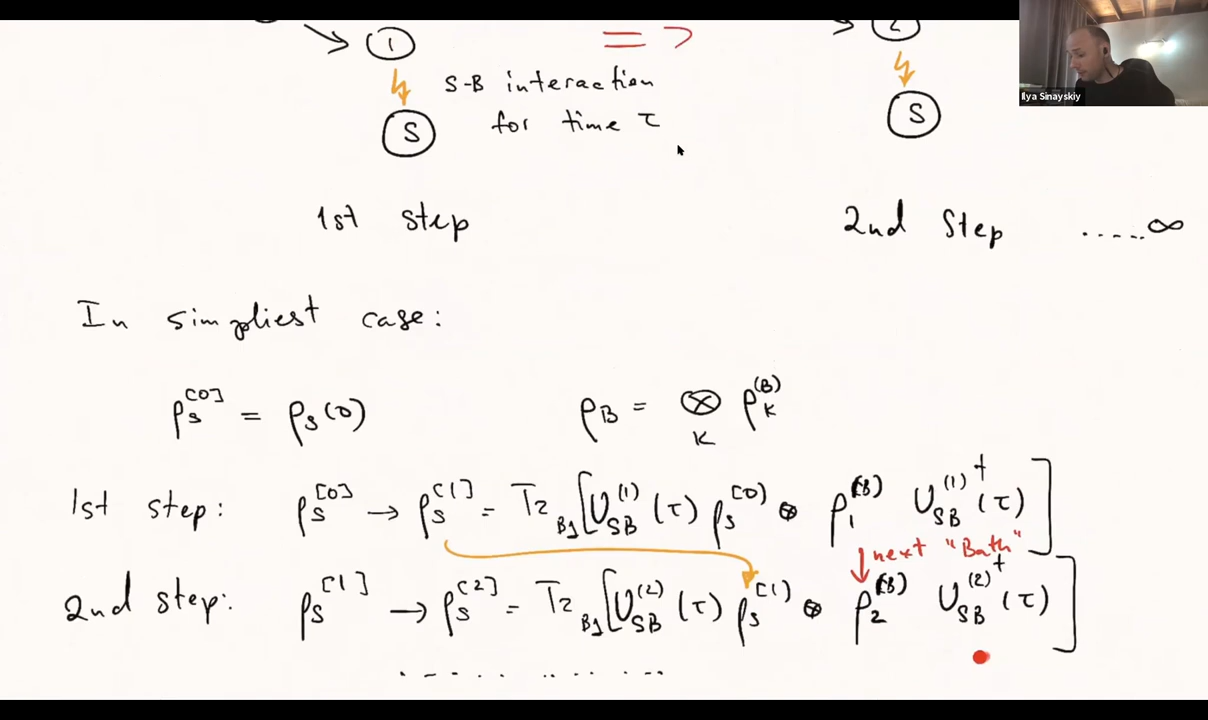 1 => 2
Ilya Sinayskiy
S-B interaction
for time τ
S S
1st step 2nd Step .....∞
In simpliest case:
ρ_S^[0] = ρ_S(0) ρ_B = ⊗_K ρ_K^(B)
1st step: ρ_S^[0] → ρ_S^[1] = Tr_B1 [U_SB^(1) (τ) ρ_S^[0) ⊗ ρ_1^(B) U_SB^(1)† (τ)]
next "Bath"
2nd step: ρ_S^[1] → ρ_S^[2] = Tr_B1 [U_SB^(2) (τ) ρ_S^[1) ⊗ ρ_2^(B) U_SB^(2)† (τ)]
. . . . . . . . . .